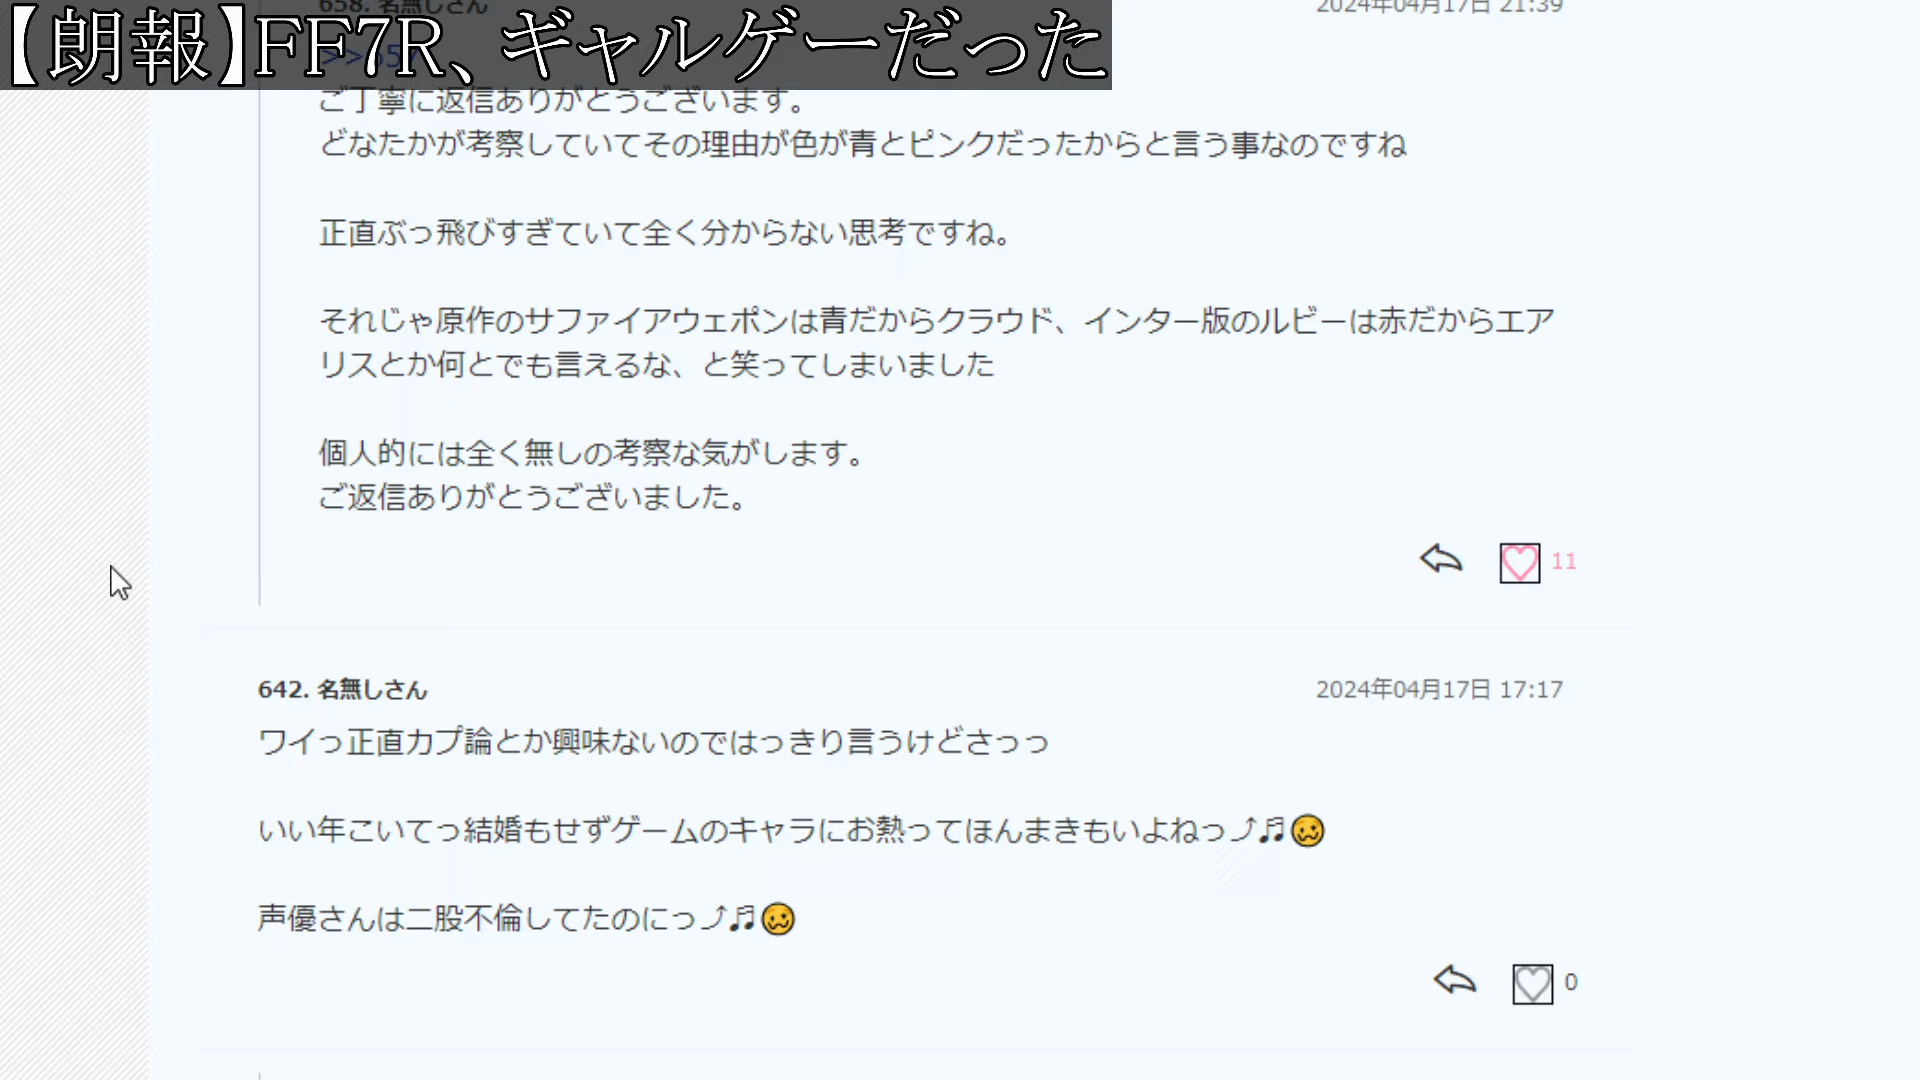 658. 名無しさん
2024年04月17日 21:39
【朗報】FF7R、ギャルゲーだった
ご丁寧に返信ありがとうございます。
どなたかが考察していてその理由が色が青とピンクだったからと言う事なのですね
正直ぶっ飛びすぎていて全く分からない思考ですね。
それじゃ原作のサファイアウェポンは青だからクラウド、インター版のルビーは赤だからエア
リスとか何とでも言えるな、と笑ってしまいました
個人的には全く無しの考察な気がします。
ご返信ありがとうございました。
11
642. 名無しさん
2024年04月17日 17:17
ワイっ正直カプ論とか興味ないのではっきり言うけどさっっ
いい年こいてっ結婚もせずゲームのキャラにお熱ってほんまきもいよねっ⤴🎶🥴
声優さんは二股不倫してたのにっ⤴🎶🥴
0